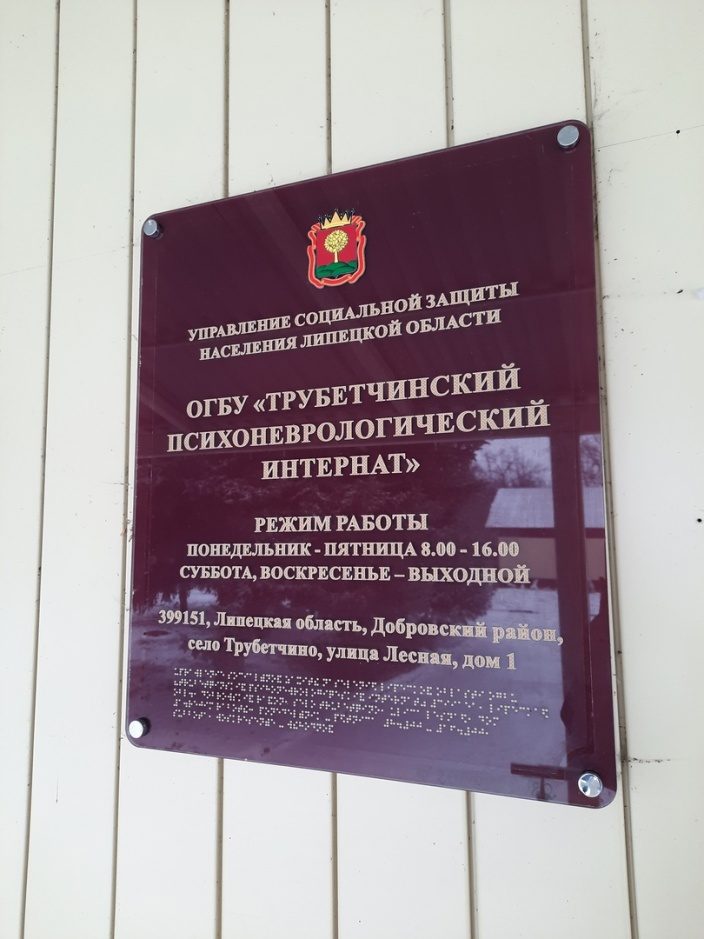 УПРАВЛЕНИЕ СОЦИАЛЬНОЙ ЗАЩИТЫ
НАСЕЛЕНИЯ ЛИПЕЦКОЙ ОБЛАСТИ
ОГБУ «ТРУБЕТЧИНСКИЙ
ПСИХОНЕВРОЛОГИЧЕСКИЙ
ИНТЕРНАТ»
РЕЖИМ РАБОТЫ
ПОНЕДЕЛЬНИК - ПЯТНИЦА 8.00 - 16.00
СУББОТА, ВОСКРЕСЕНЬЕ – ВЫХОДНОЙ
399151, Липецкая область, Добровский район,
село Трубетчино, улица Лесная, дом 1